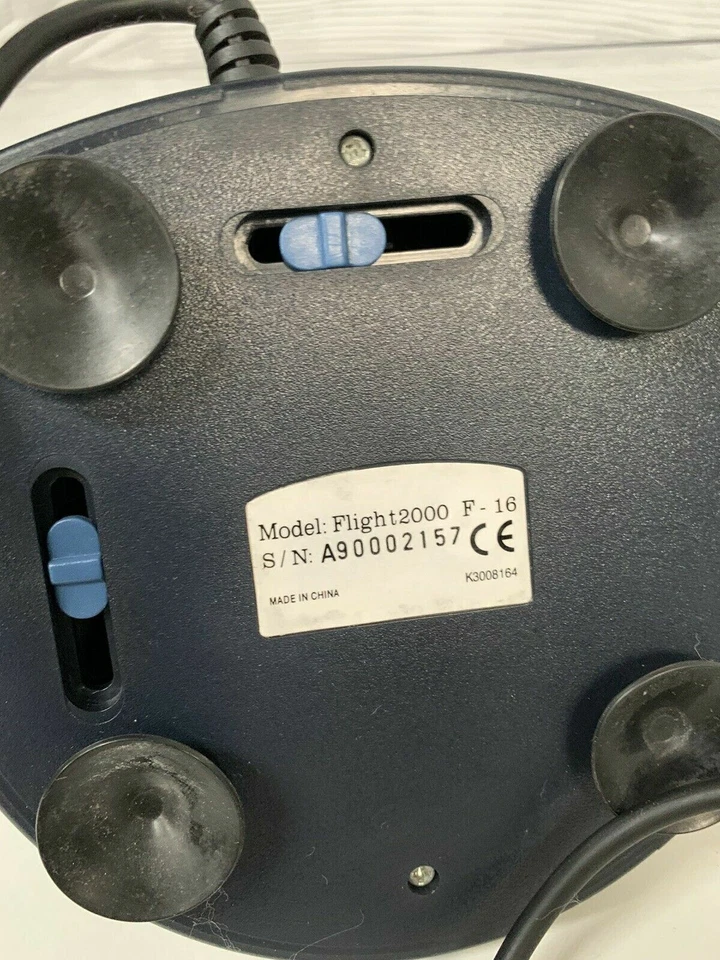 Model: Flight2000 F-16
S/N: A90002157 CE
K3008164
MADE IN CHINA